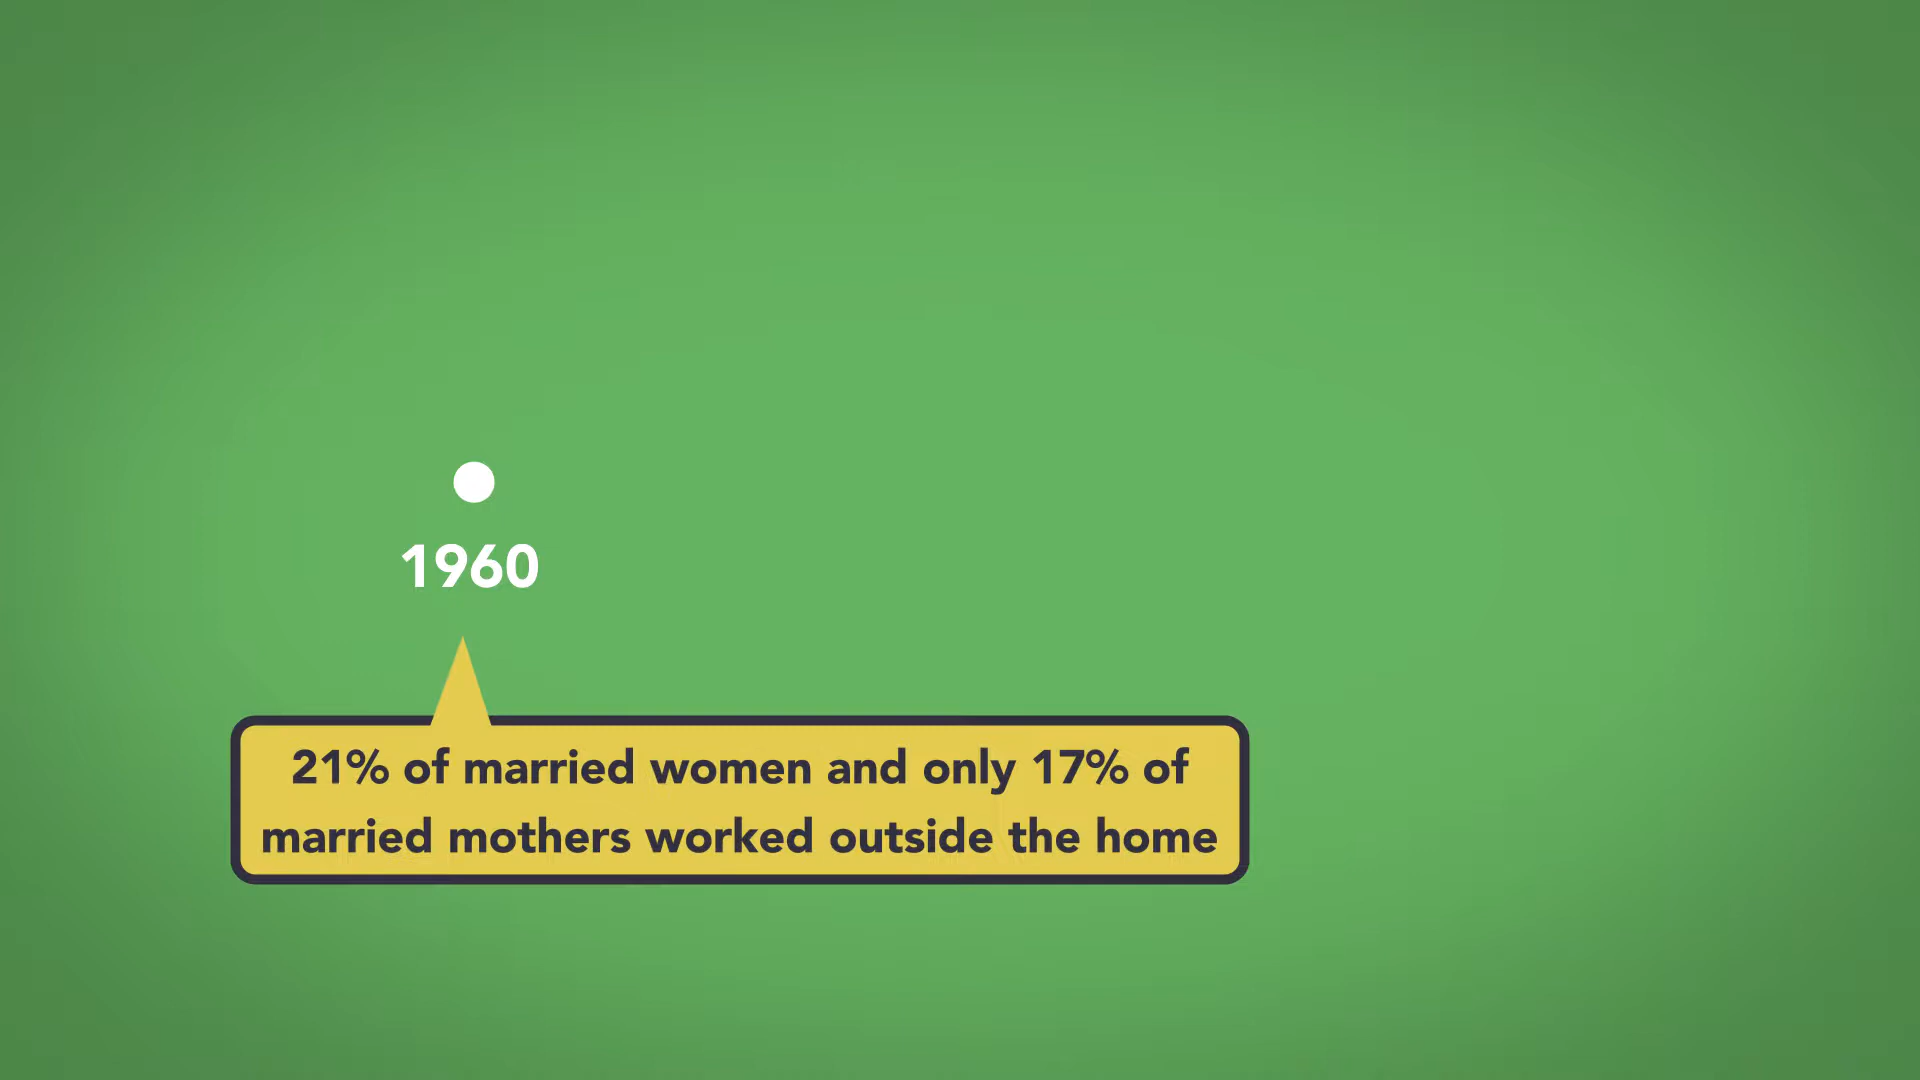 1960
21% of married women and only 17% of
married mothers worked outside the home